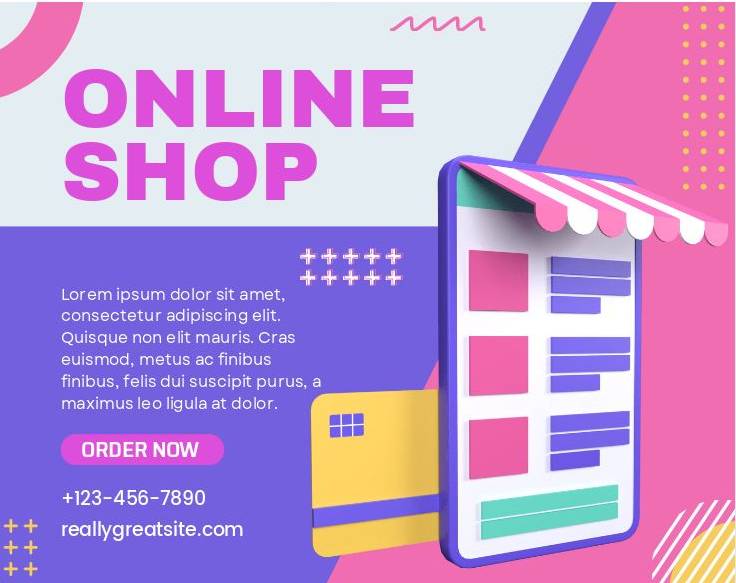 ONLINE
SHOP
Lorem ipsum dolor sit amet,
consectetur adipiscing elit.
Quisque non elit mauris. Cras
euismod, metus ac finibus
finibus, felis dui suscipit purus, a
maximus leo ligula at dolor.
ORDER NOW
+123-456-7890
reallygreatsite.com